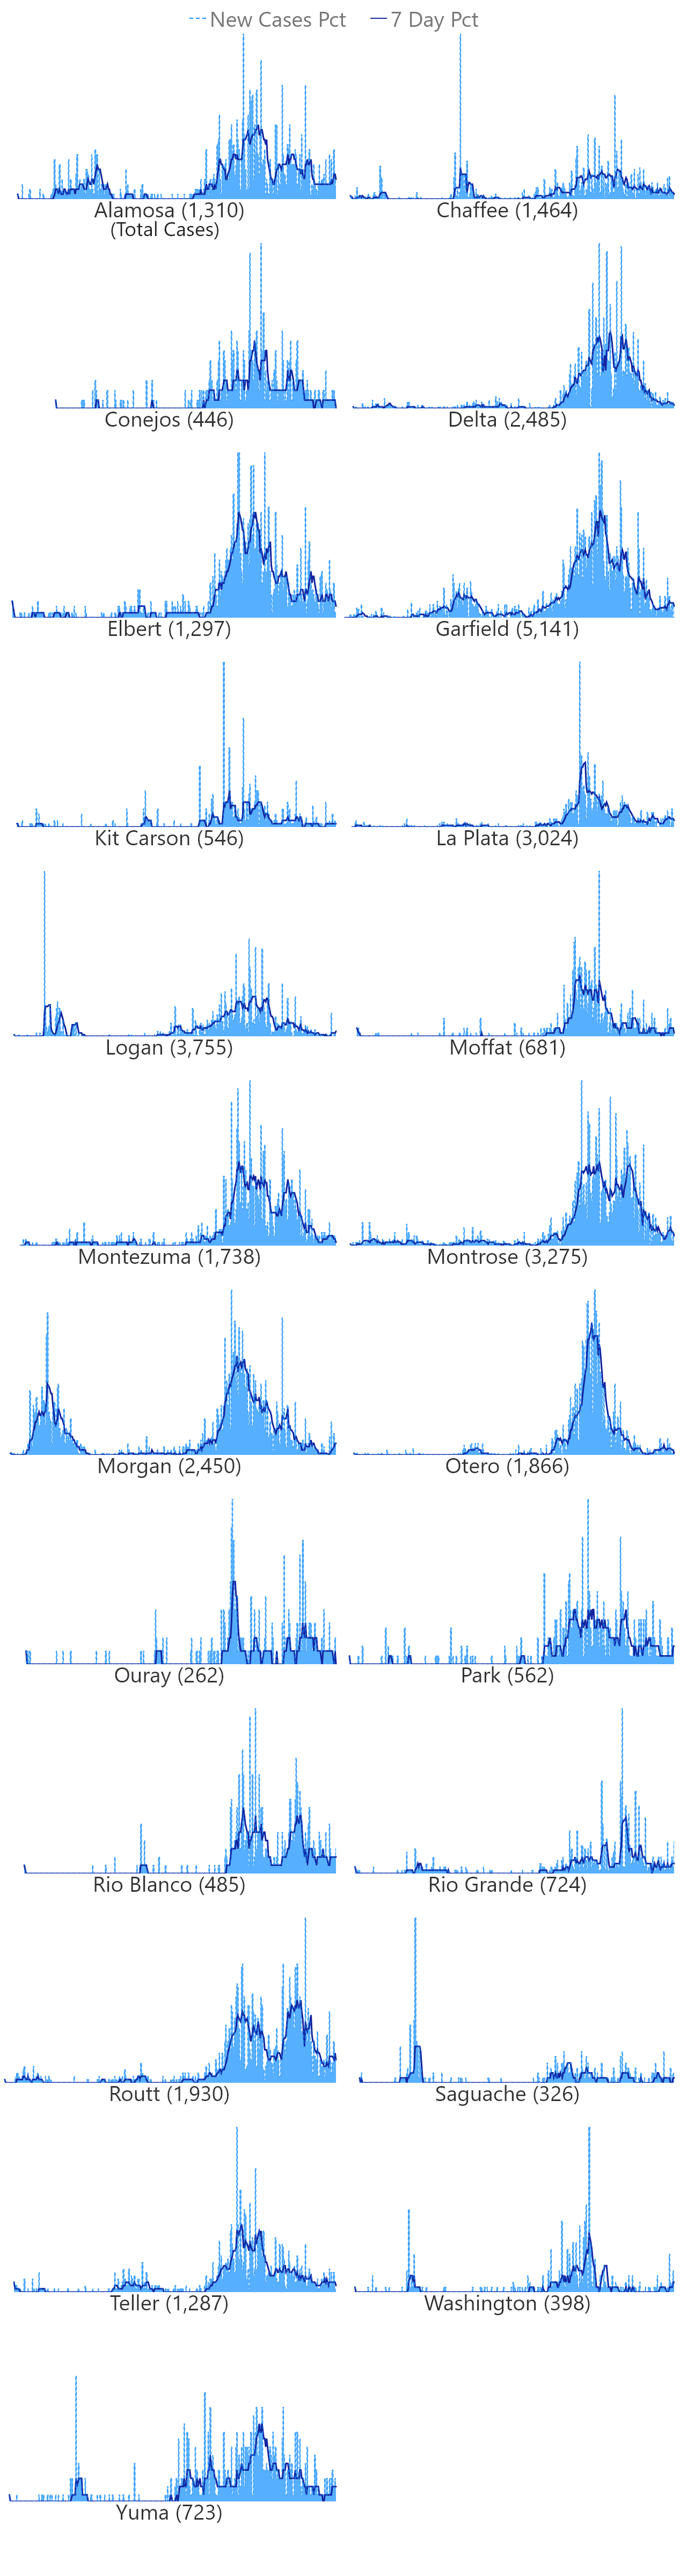 New Cases Pct 7 Day Pct
Alamosa (1,310) Chaffee (1,464)
(Total Cases)
Conejos (446) Delta (2,485)
Elbert (1,297) Garfield (5,141)
Kit Carson (546) La Plata (3,024)
Logan (3,755) Moffat (681)
Montezuma (1,738) Montrose (3,275)
Morgan (2,450) Otero (1,866)
Ouray (262) Park (562)
Rio Blanco (485) Rio Grande (724)
Routt (1,930) Saguache (326)
Teller (1,287) Washington (398)
Yuma (723)